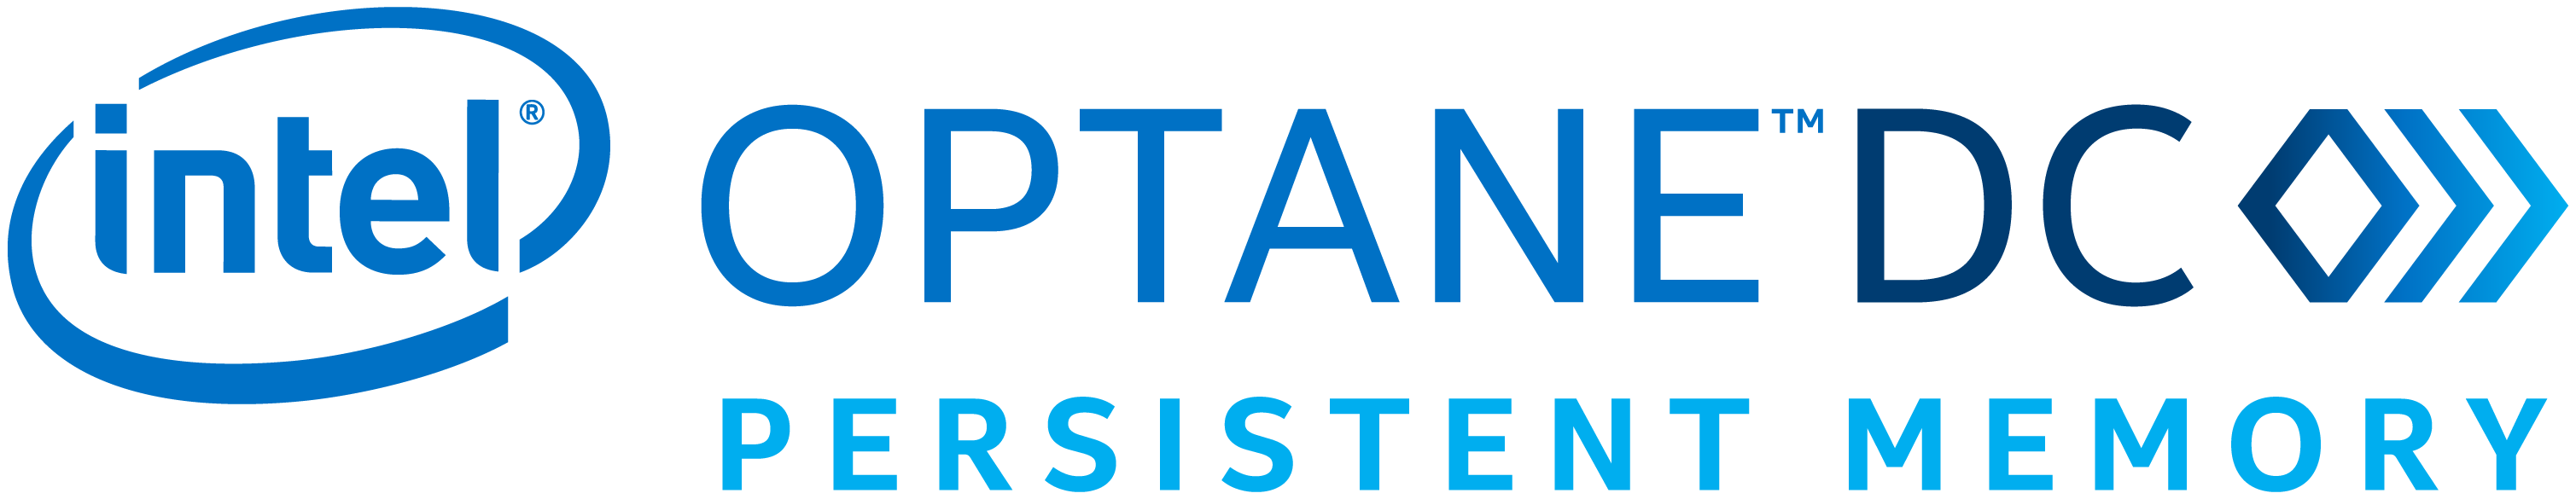 intel® OPTANE™ DC
PERSISTENT MEMORY